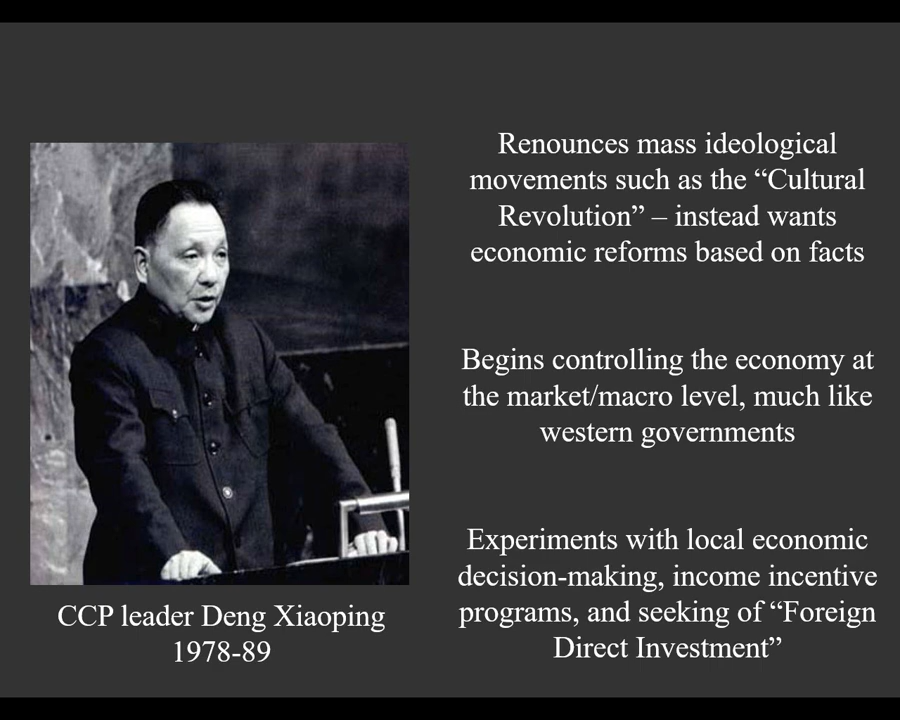 Renounces mass ideological
movements such as the “Cultural
Revolution” – instead wants
economic reforms based on facts
Begins controlling the economy at
the market/macro level, much like
western governments
Experiments with local economic
decision-making, income incentive
programs, and seeking of “Foreign
Direct Investment”
CCP leader Deng Xiaoping
1978-89